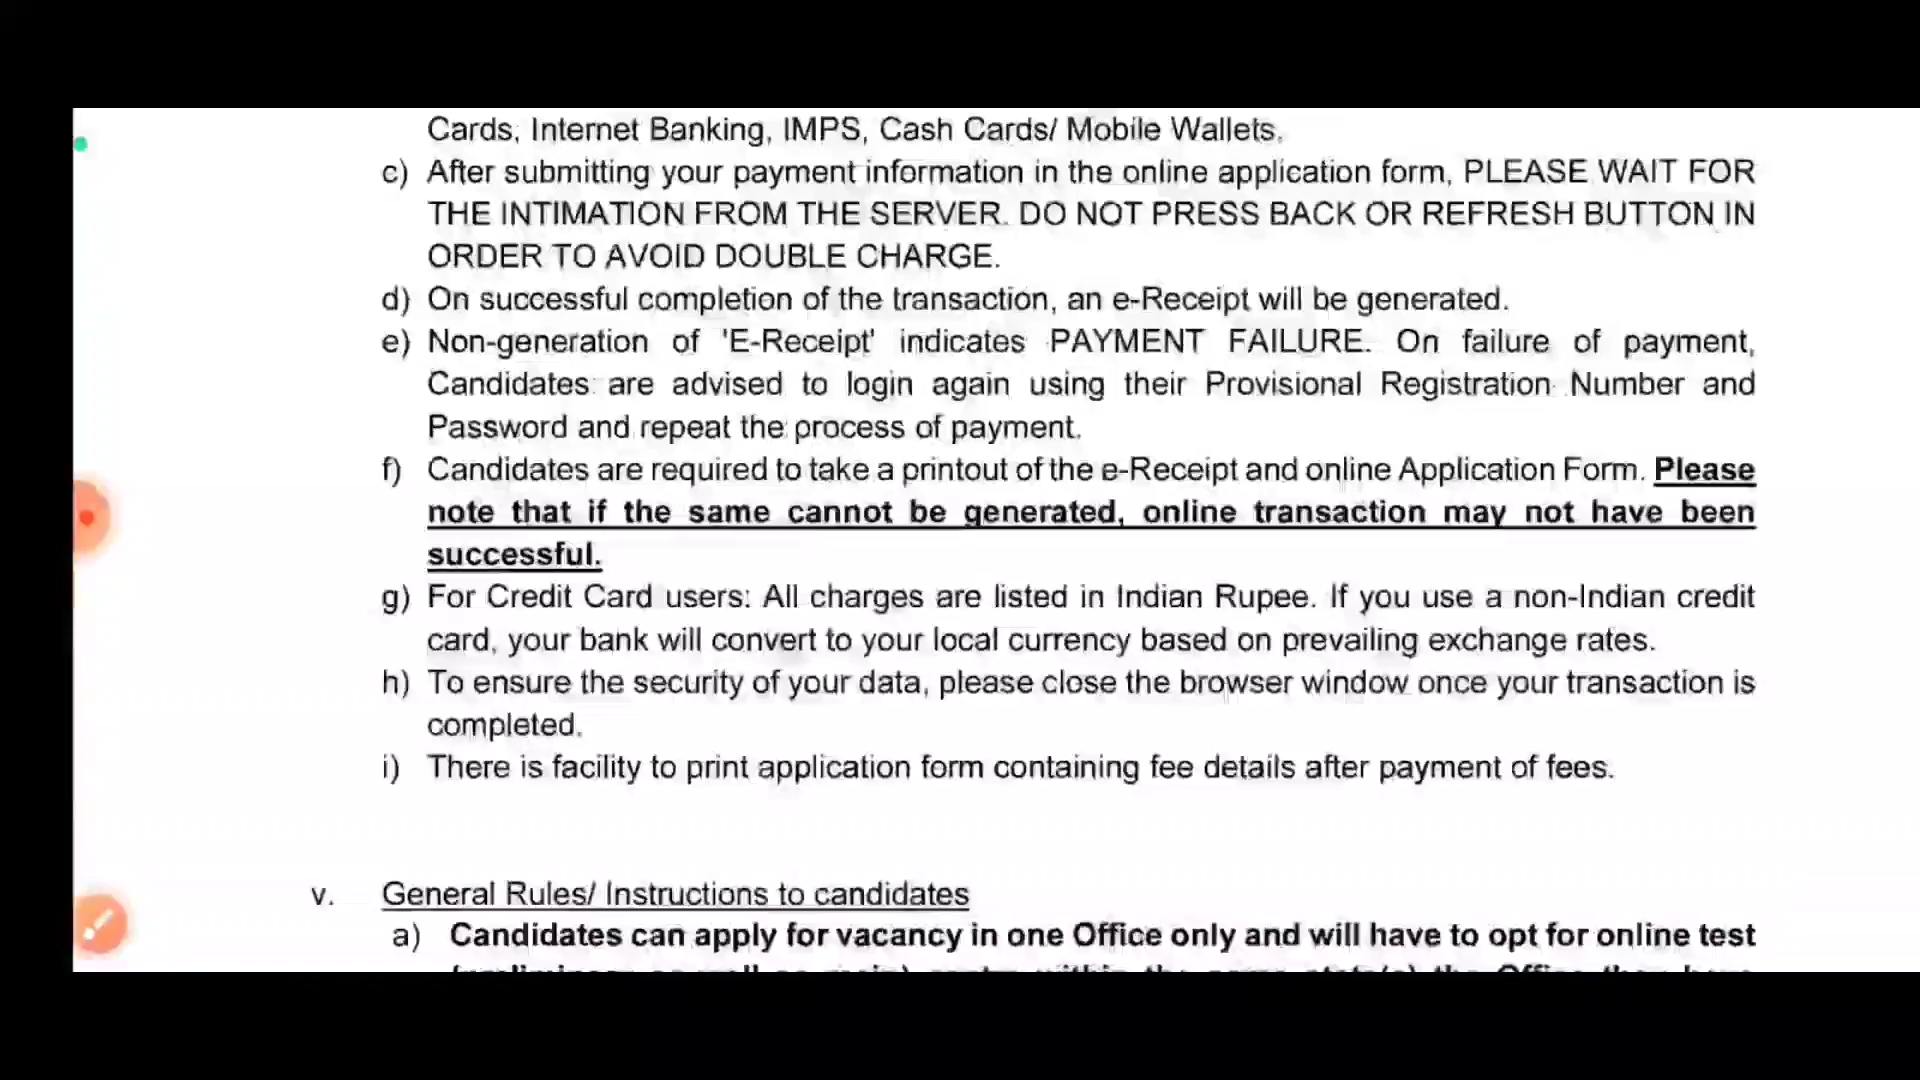 Cards, Internet Banking, IMPS, Cash Cards/ Mobile Wallets.
c) After submitting your payment information in the online application form, PLEASE WAIT FOR
THE INTIMATION FROM THE SERVER. DO NOT PRESS BACK OR REFRESH BUTTON IN
ORDER TO AVOID DOUBLE CHARGE.
d) On successful completion of the transaction, an e-Receipt will be generated.
e) Non-generation of 'E-Receipt' indicates PAYMENT FAILURE. On failure of payment,
Candidates are advised to login again using their Provisional Registration Number and
Password and repeat the process of payment.
f) Candidates are required to take a printout of the e-Receipt and online Application Form. Please
note that if the same cannot be generated, online transaction may not have been
successful.
g) For Credit Card users: All charges are listed in Indian Rupee. If you use a non-Indian credit
card, your bank will convert to your local currency based on prevailing exchange rates.
h) To ensure the security of your data, please close the browser window once your transaction is
completed.
i) There is facility to print application form containing fee details after payment of fees.
v. General Rules/ Instructions to candidates
a) Candidates can apply for vacancy in one Office only and will have to opt for online test